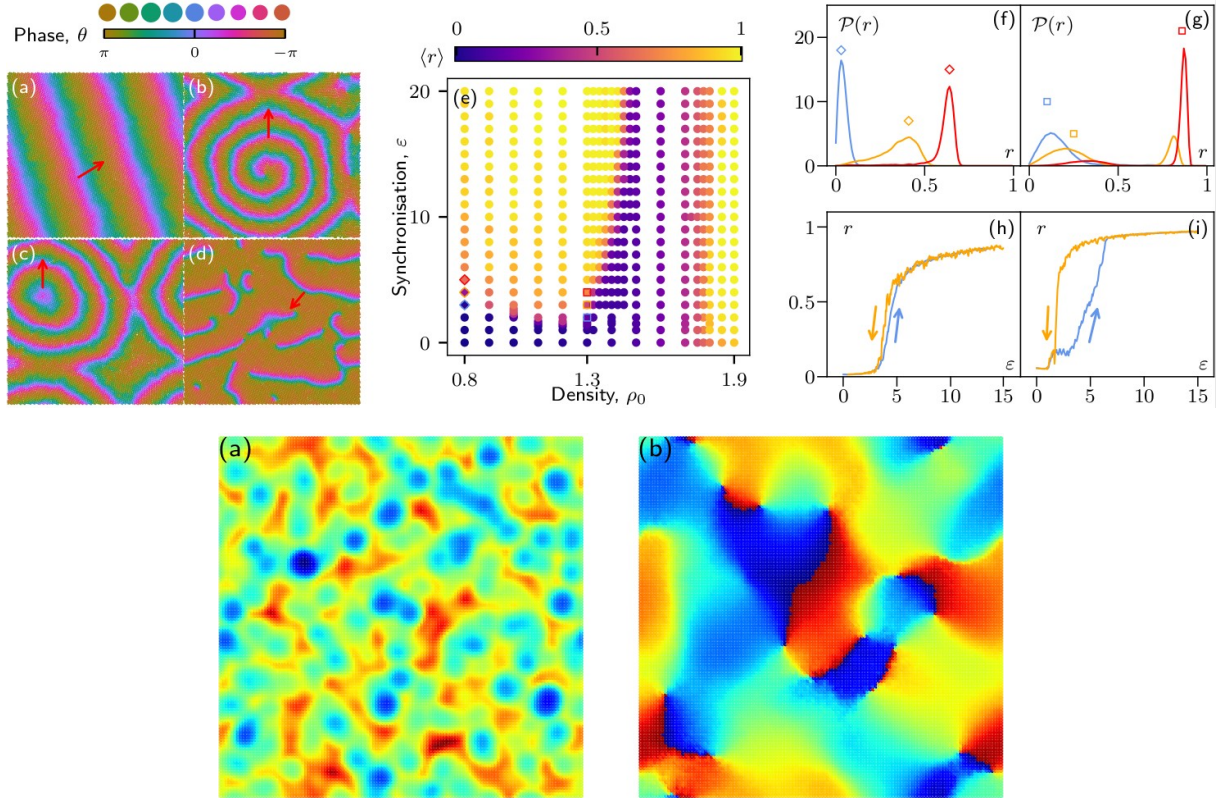 Phase, θ
π 0 −π
(a)
(b)
(c)
(d)
⟨r⟩ 0 0.5 1
(e)
Synchronisation, ε
20
10
0
0.8 1.3 1.9
Density, ρ₀
P(r) (f)
20
10
0
r
0 0.5 1
P(r) (g)
r
0 0.5 1
r (h)
1
0.5
0
ε
0 5 10 15
r (i)
ε
0 5 10 15
(a)
(b)